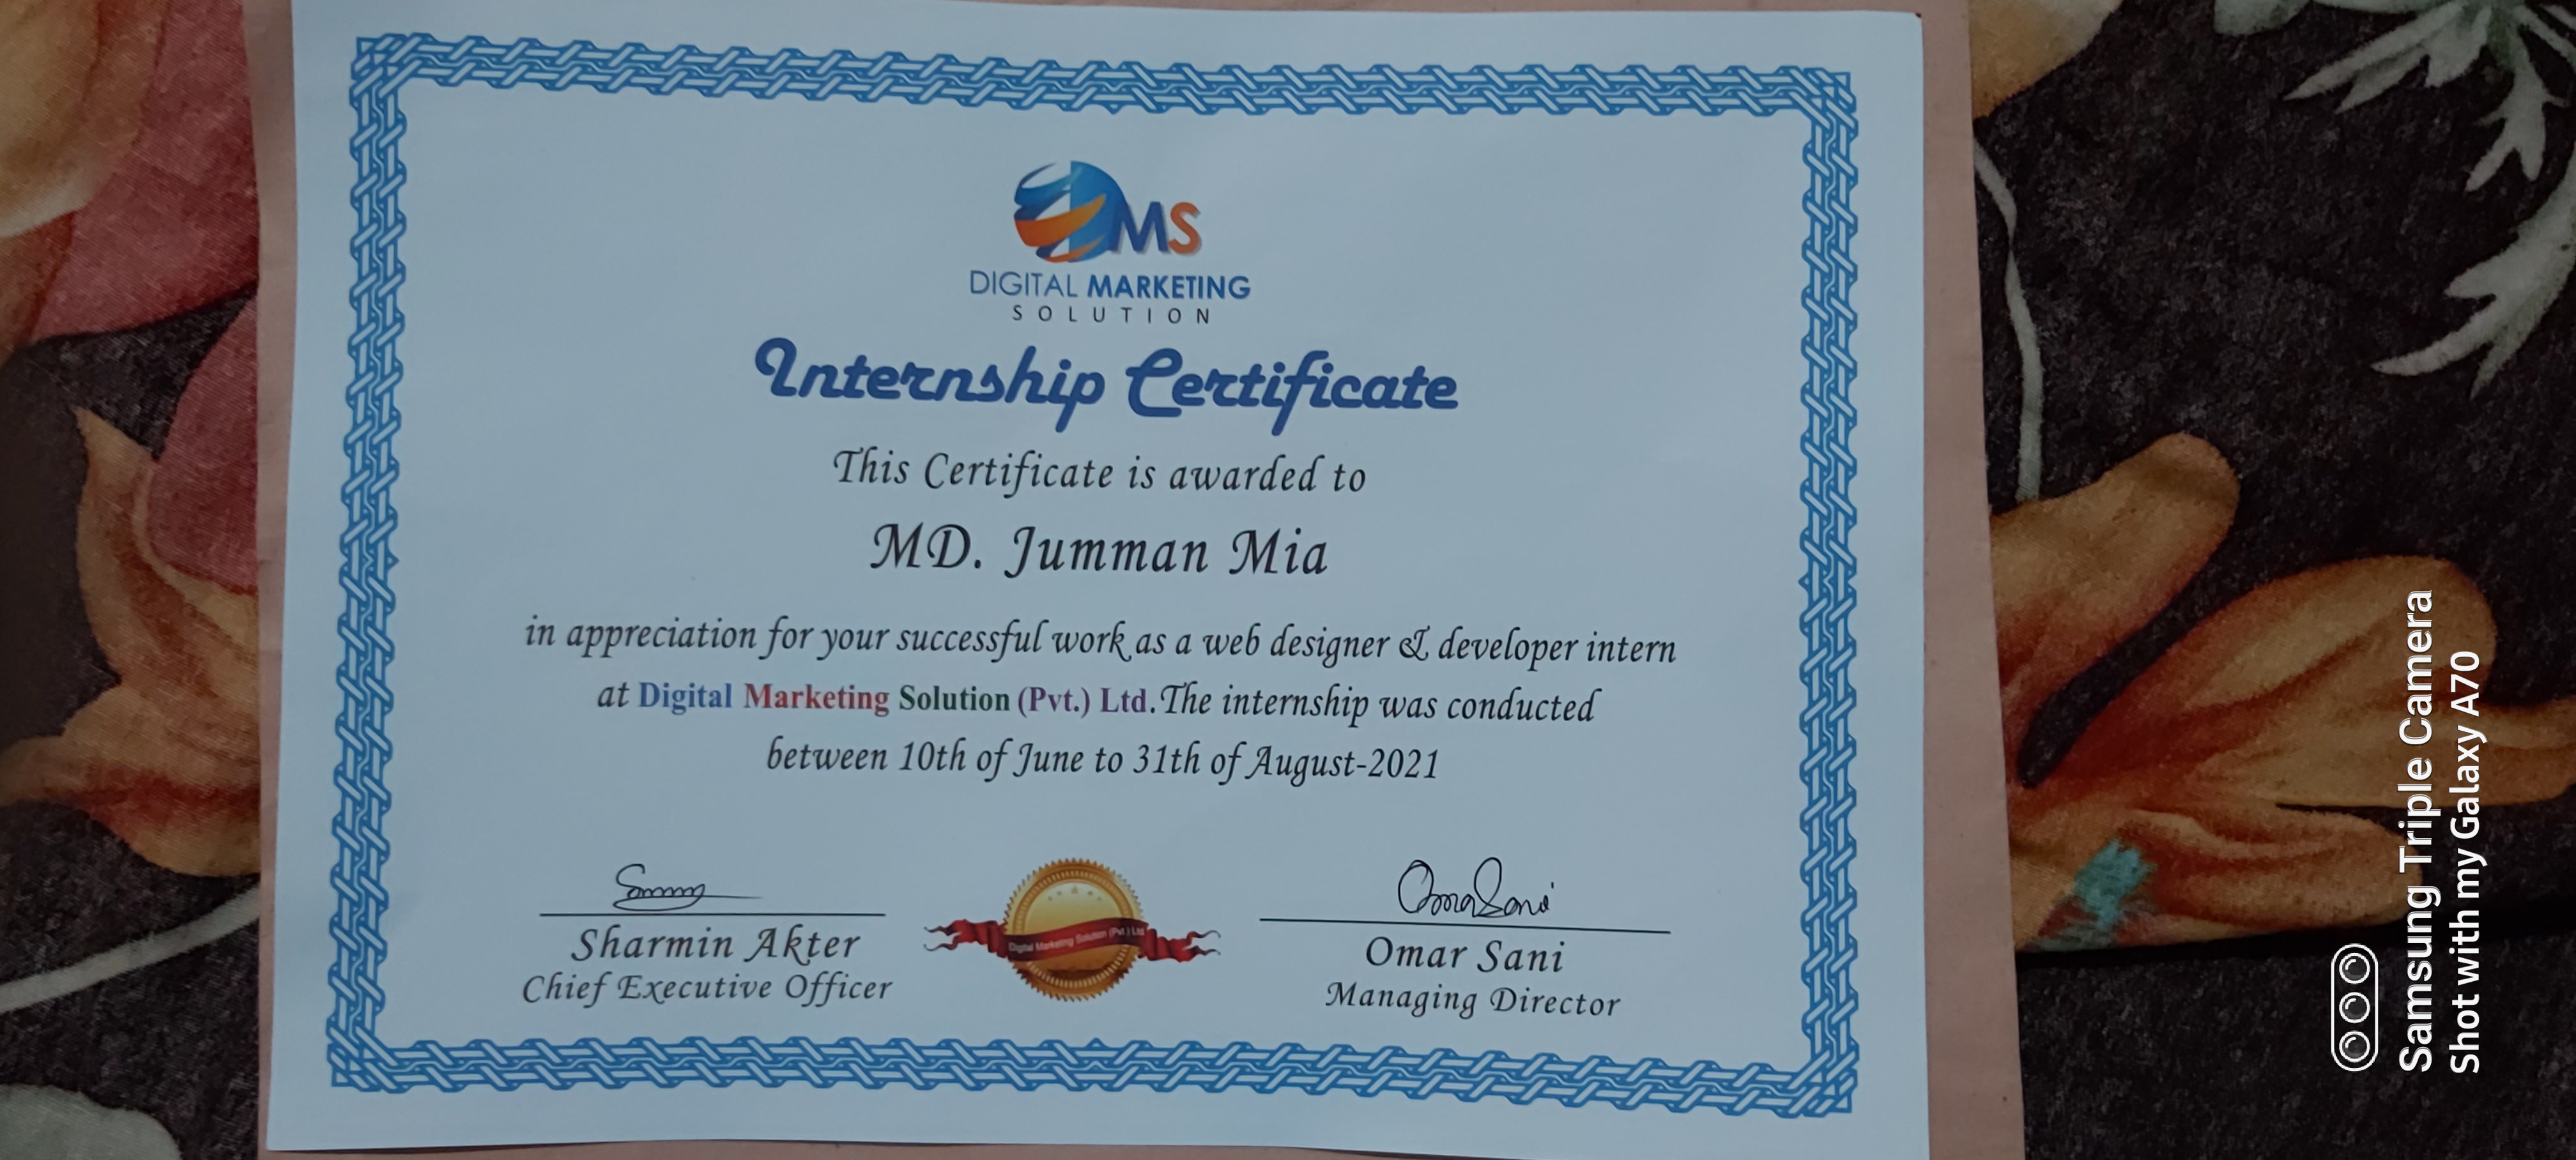 DMS
DIGITAL MARKETING
SOLUTION
Internship Certificate
This Certificate is awarded to
MD. Jumman Mia
in appreciation for your successful work as a web designer & developer intern
at Digital Marketing Solution (Pvt.) Ltd.The internship was conducted
between 10th of June to 31th of August-2021
Omar Sani
Sharmin Akter
Chief Executive Officer
Digital Marketing Solution (Pvt.) Ltd
Omar Sani
Managing Director
Samsung Triple Camera
Shot with my Galaxy A70